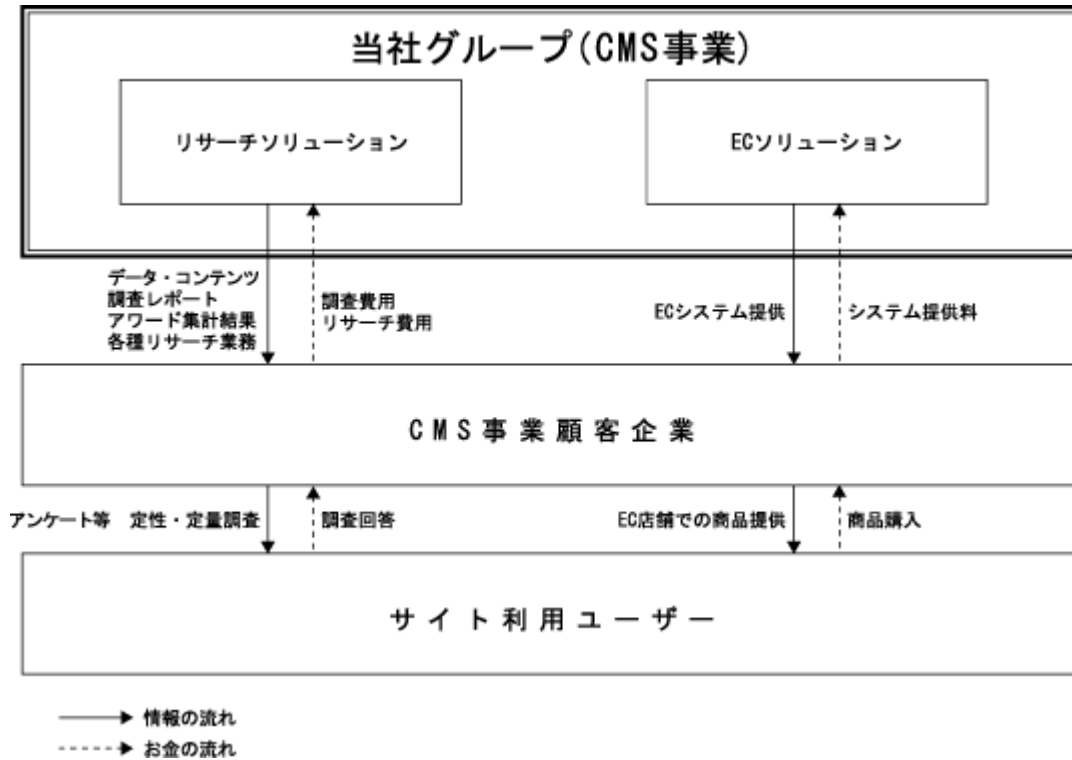 当社グループ(CMS事業)
リサーチソリューション
ECソリューション
データ・コンテンツ
調査レポート
アワード集計結果
各種リサーチ業務
調査費用
リサーチ費用
ECシステム提供
システム提供料
CMS事業顧客企業
アンケート等 定性・定量調査
調査回答
EC店舗での商品提供
商品購入
サイト利用ユーザー
情報の流れ
お金の流れ